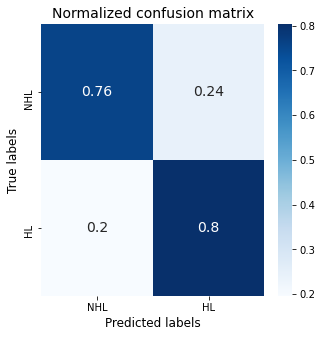 Normalized confusion matrix
True labels
NHL
0.76
0.24
HL
0.2
0.8
NHL
HL
Predicted labels
0.8
0.7
0.6
0.5
0.4
0.3
0.2